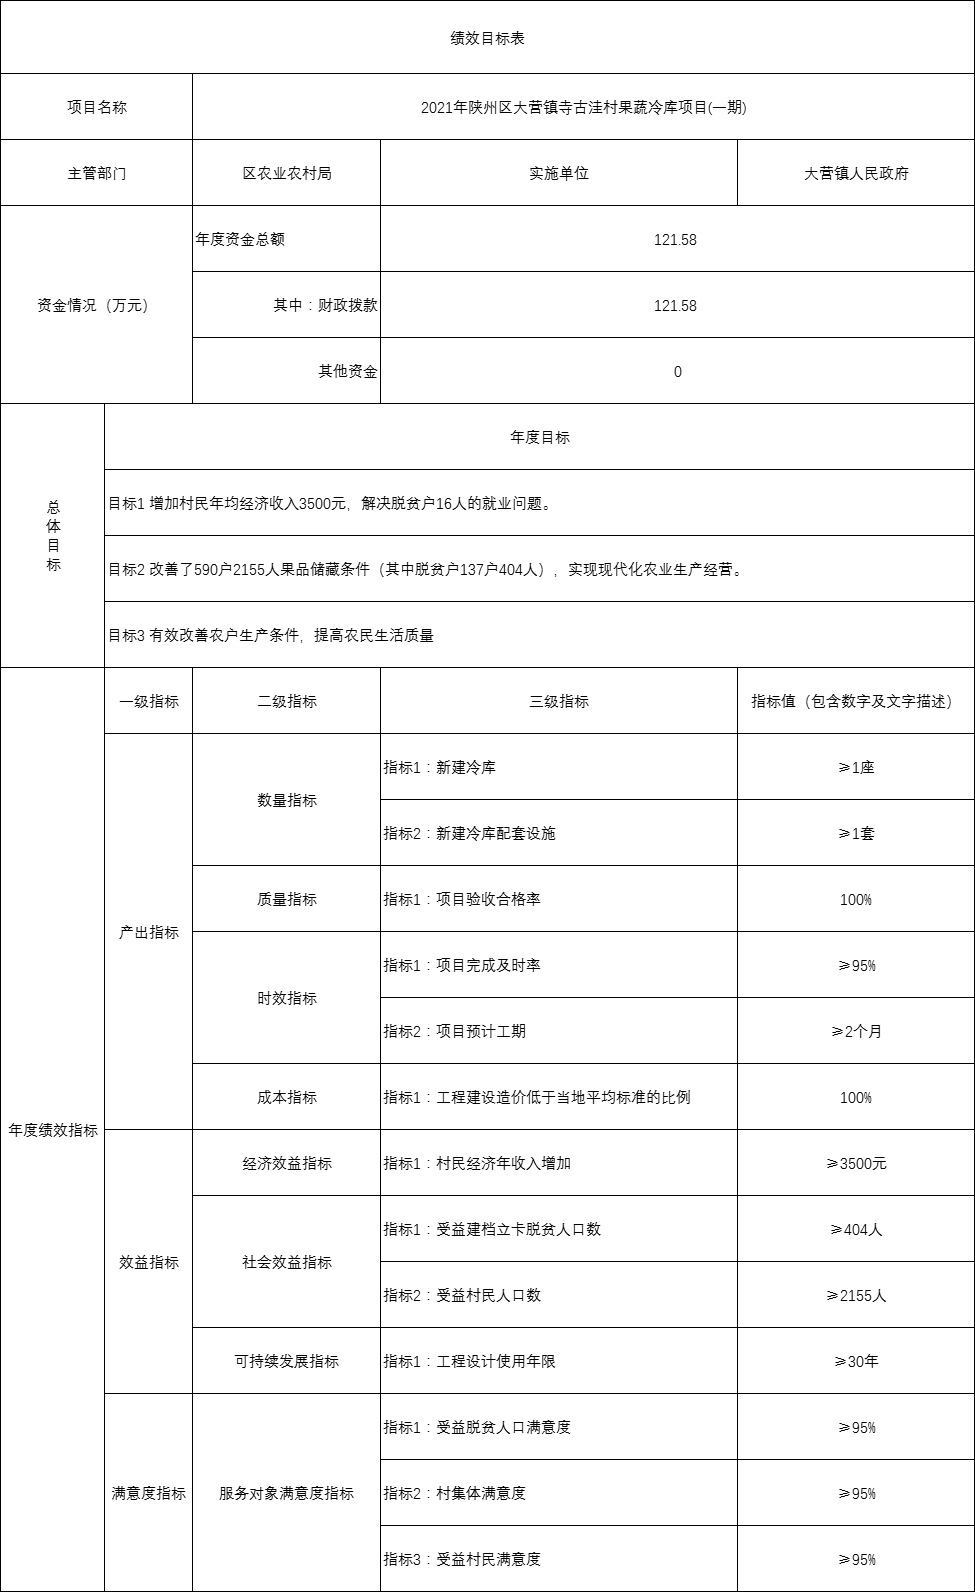 绩效目标表
项目名称 2021年陕州区大营镇寺古洼村果蔬冷库项目(一期)
主管部门 区农业农村局 实施单位 大营镇人民政府
资金情况（万元） 年度资金总额 121.58
其中：财政拨款 121.58
其他资金 0
总体目标
年度目标
目标1 增加村民年均经济收入3500元，解决脱贫户16人的就业问题。
目标2 改善了590户2155人果品储藏条件（其中脱贫户137户404人），实现现代化农业生产经营。
目标3 有效改善农户生产条件，提高农民生活质量
年度绩效指标
一级指标 二级指标 三级指标 指标值（包含数字及文字描述）
产出指标 数量指标 指标1：新建冷库 ≥1座
指标2：新建冷库配套设施 ≥1套
质量指标 指标1：项目验收合格率 100%
时效指标 指标1：项目完成及时率 ≥95%
指标2：项目预计工期 ≥2个月
成本指标 指标1：工程建设造价低于当地平均标准的比例 100%
效益指标 经济效益指标 指标1：村民经济年收入增加 ≥3500元
社会效益指标 指标1：受益建档立卡脱贫人口数 ≥404人
指标2：受益村民人口数 ≥2155人
可持续发展指标 指标1：工程设计使用年限 ≥30年
满意度指标 服务对象满意度指标 指标1：受益脱贫人口满意度 ≥95%
指标2：村集体满意度 ≥95%
指标3：受益村民满意度 ≥95%